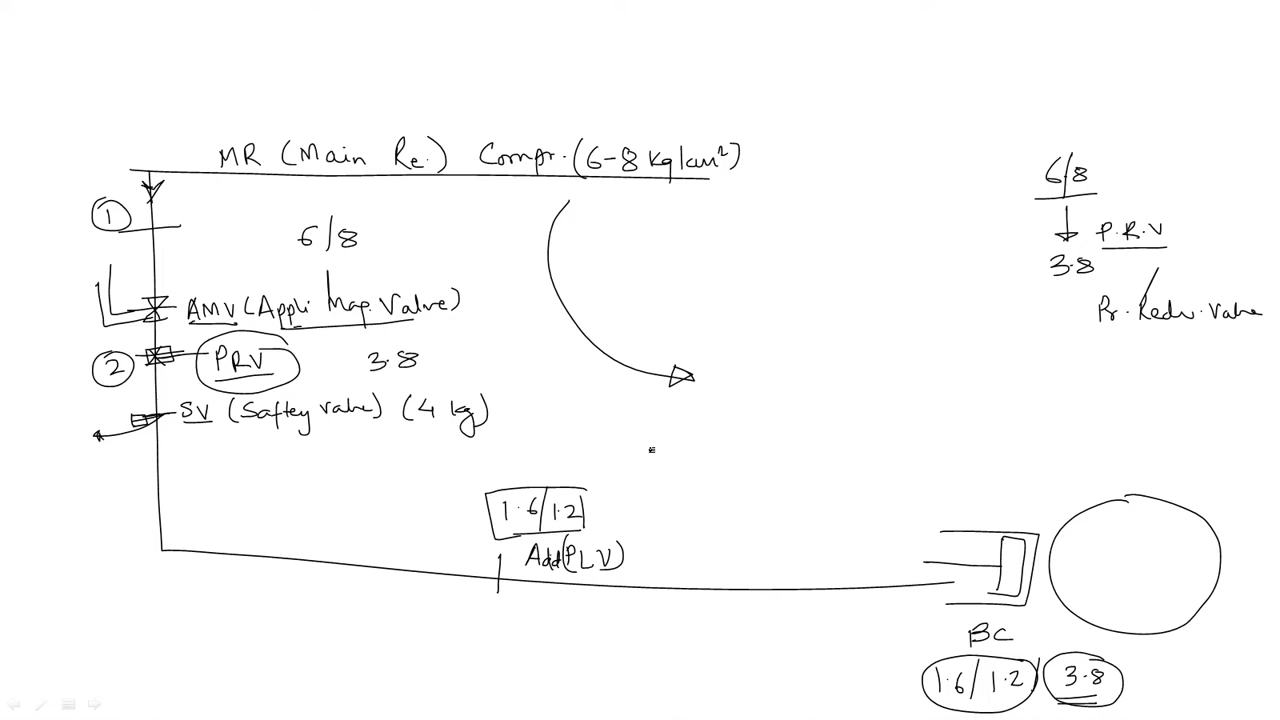 MR (Main Re.) Compr. (6-8 Kg/cm²)
6/8
P.R.V
3.8
Pr. Redu. Valve
1
6/8
AMV (Appli. Mag. Valve)
2
PRV 3.8
SV (Saftey Valve) (4 kg)
1.6/1.2
Add (PLV)
BC
1.6/1.2 / 3.8